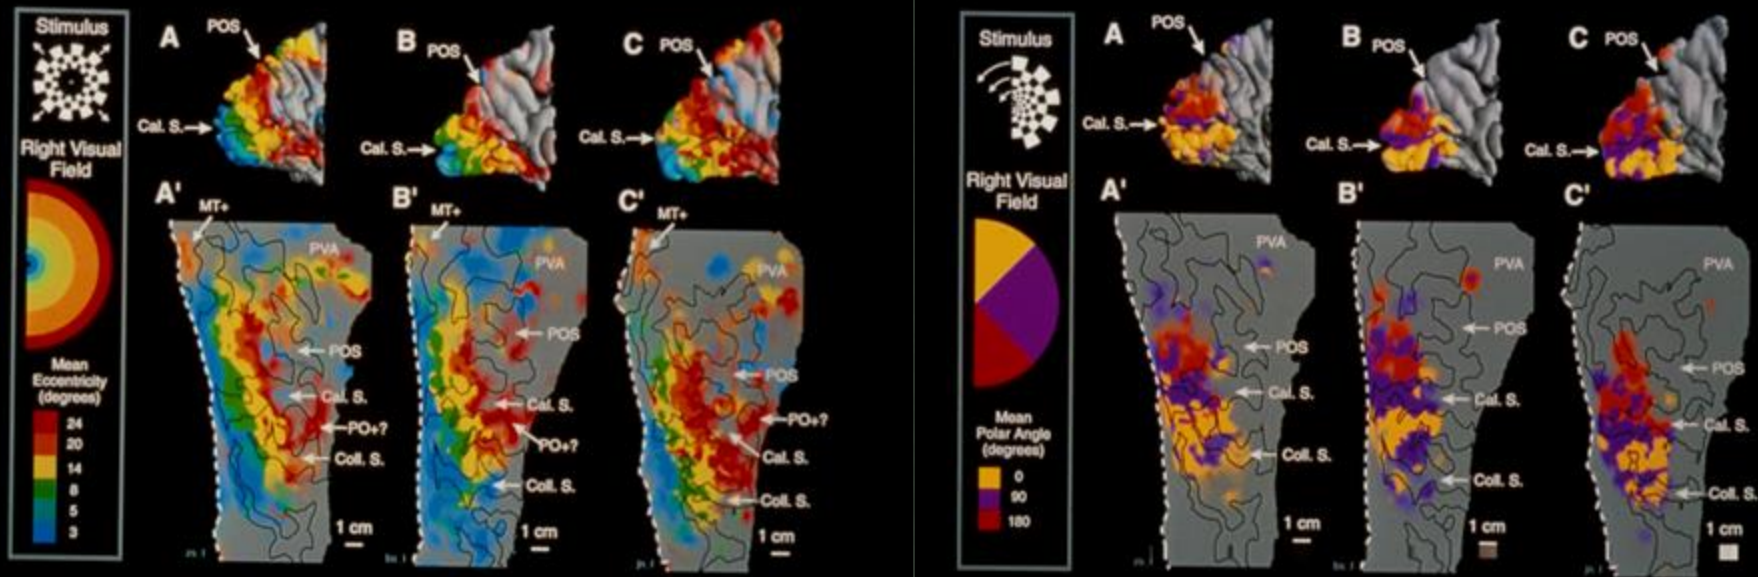 Stimulus
Right Visual
Field
Mean
Eccentricity
(degrees)
24
20
14
8
5
3
A
POS
Cal. S.
B
POS
Cal. S.
C
POS
Cal. S.
A'
MT+
PVA
POS
Cal. S.
PO+?
Coll. S.
1 cm
B'
MT+
PVA
POS
Cal. S.
PO+?
Coll. S.
1 cm
C'
MT+
PVA
POS
PO+?
Cal. S.
Coll. S.
1 cm
Stimulus
Right Visual
Field
Mean
Polar Angle
(degrees)
0
90
180
A
POS
Cal. S.
B
POS
Cal. S.
C
POS
Cal. S.
A'
PVA
POS
Cal. S.
Coll. S.
1 cm
B'
PVA
POS
Cal. S.
Coll. S.
1 cm
C'
PVA
POS
Cal. S.
Coll. S.
1 cm